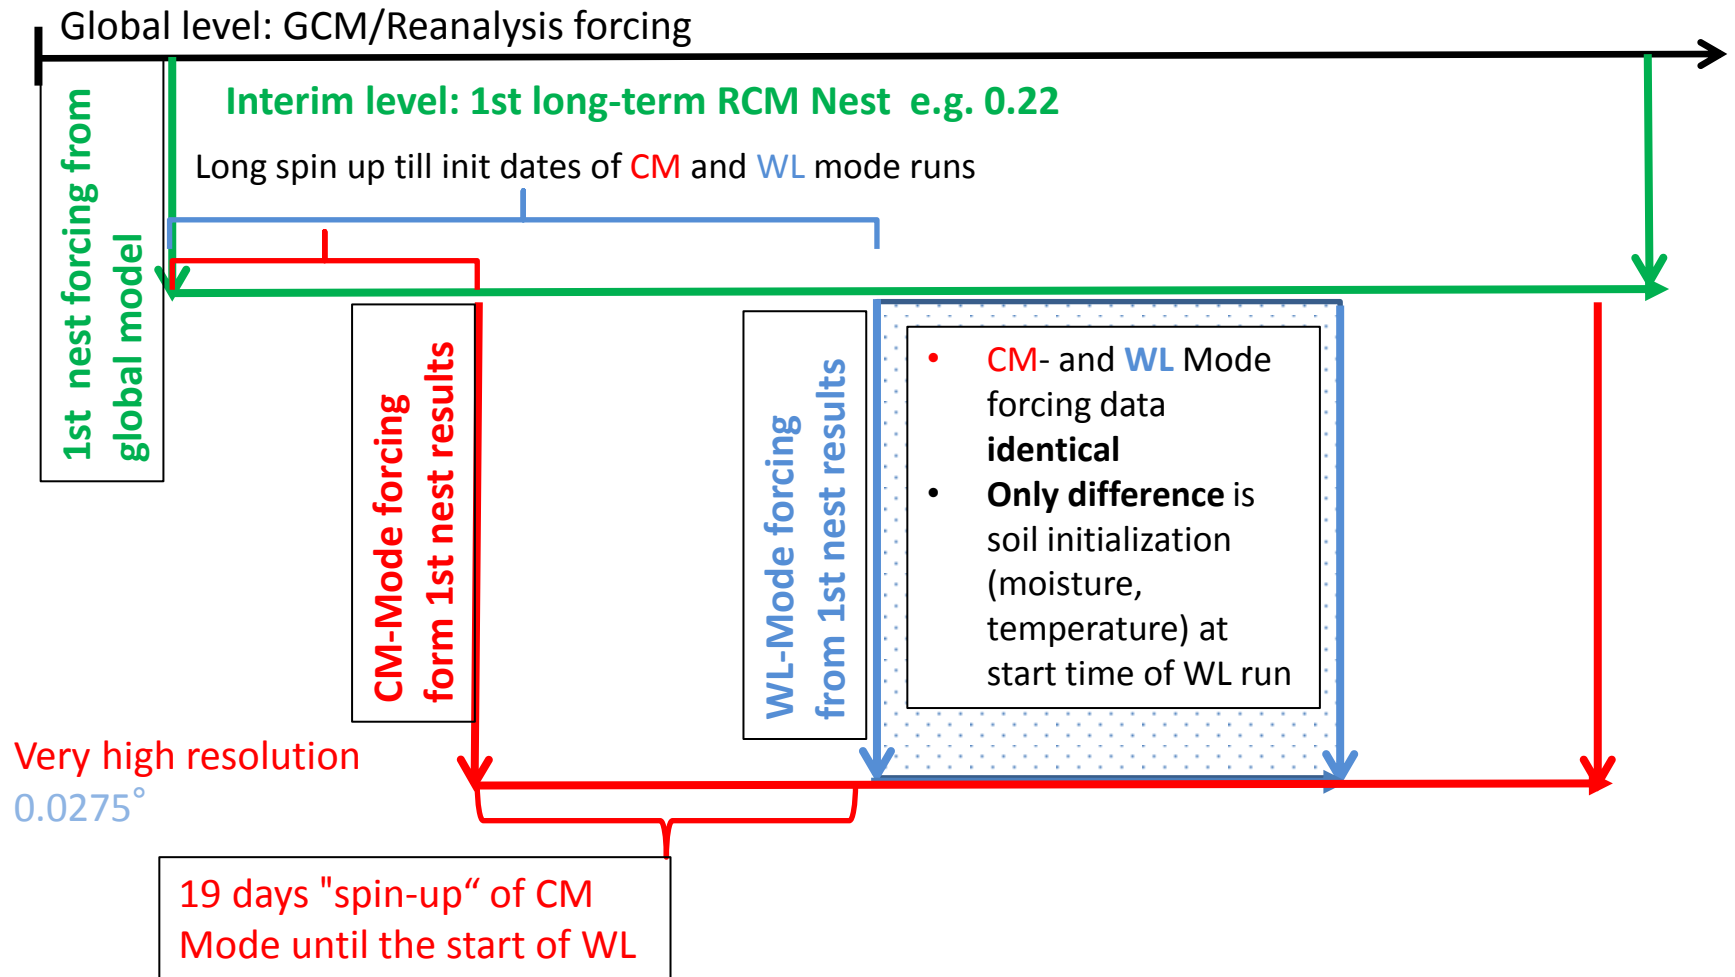 Global level: GCM/Reanalysis forcing
1st nest forcing from
global model
Interim level: 1st long-term RCM Nest e.g. 0.22
Long spin up till init dates of CM and WL mode runs
CM-Mode forcing
form 1st nest results
WL-Mode forcing
from 1st nest results
• CM- and WL Mode
forcing data
identical
• Only difference is
soil initialization
(moisture,
temperature) at
start time of WL run
Very high resolution
0.0275°
19 days "spin-up“ of CM
Mode until the start of WL